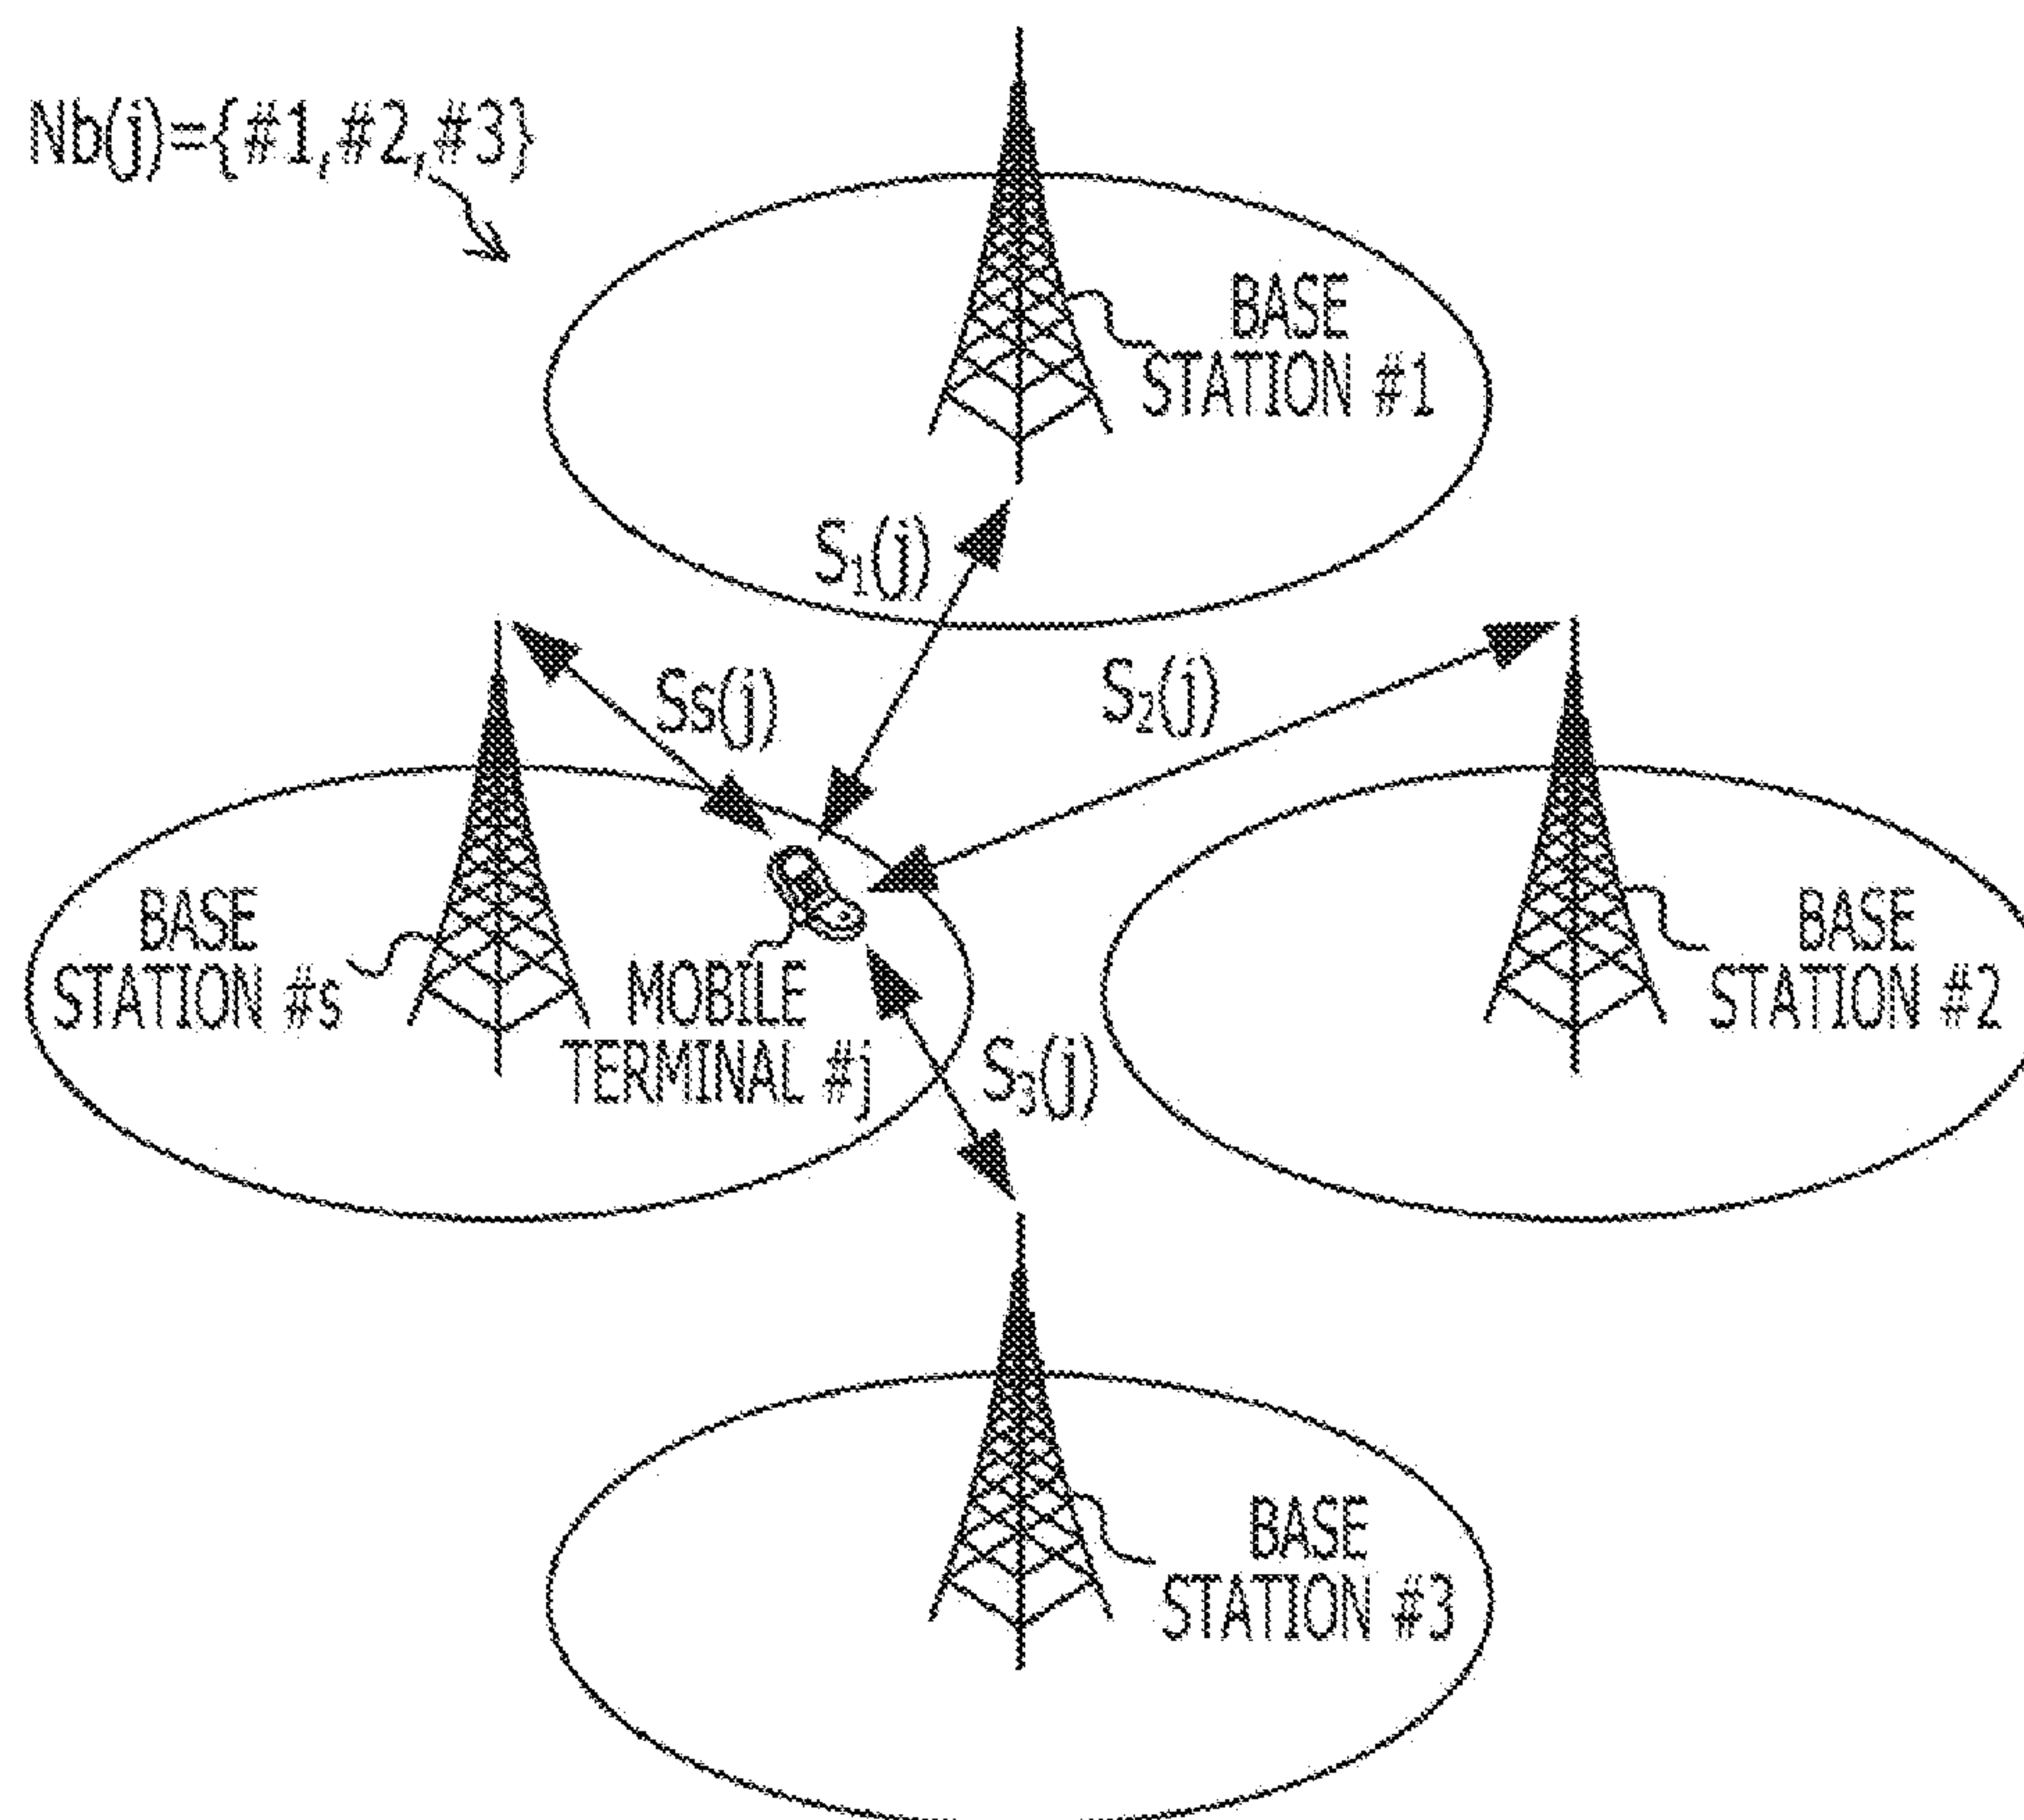 Nb(j)={#1,#2,#3}
BASE
STATION #1
S₁(j)
Ss(j)
S₂(j)
BASE
STATION #s
MOBILE
TERMINAL #j
BASE
STATION #2
S₃(j)
BASE
STATION #3